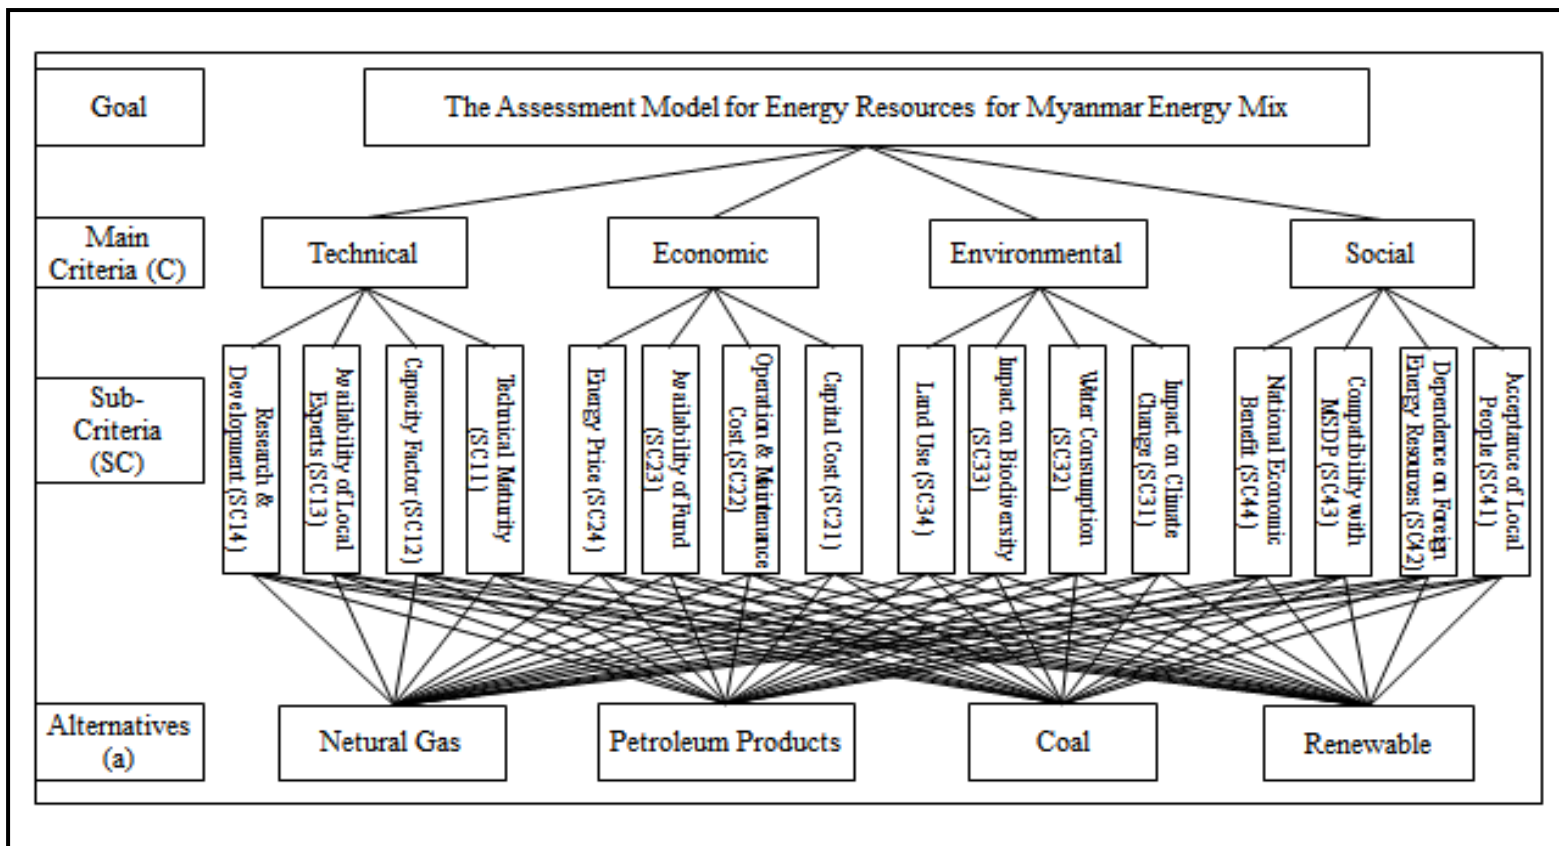 Goal
The Assessment Model for Energy Resources for Myanmar Energy Mix
Main
Criteria (C)
Technical
Economic
Environmental
Social
Sub-
Criteria
(SC)
Research &
Development (SC14)
Availability of Local
Experts (SC13)
Capacity Factor (SC12)
Technical Maturity
(SC11)
Energy Price (SC24)
Availability of Fund
(SC23)
Operation & Maintenance
Cost (SC22)
Capital Cost (SC21)
Land Use (SC34)
Impact on Biodiversity
(SC33)
Water Consumption
(SC32)
Impact on Climate
Change (SC31)
National Economic
Benefit (SC44)
Compatibility with
MSDP (SC43)
Dependence on Foreign
Energy Resources (SC42)
Acceptance of Local
People (SC41)
Alternatives
(a)
Netural Gas
Petroleum Products
Coal
Renewable